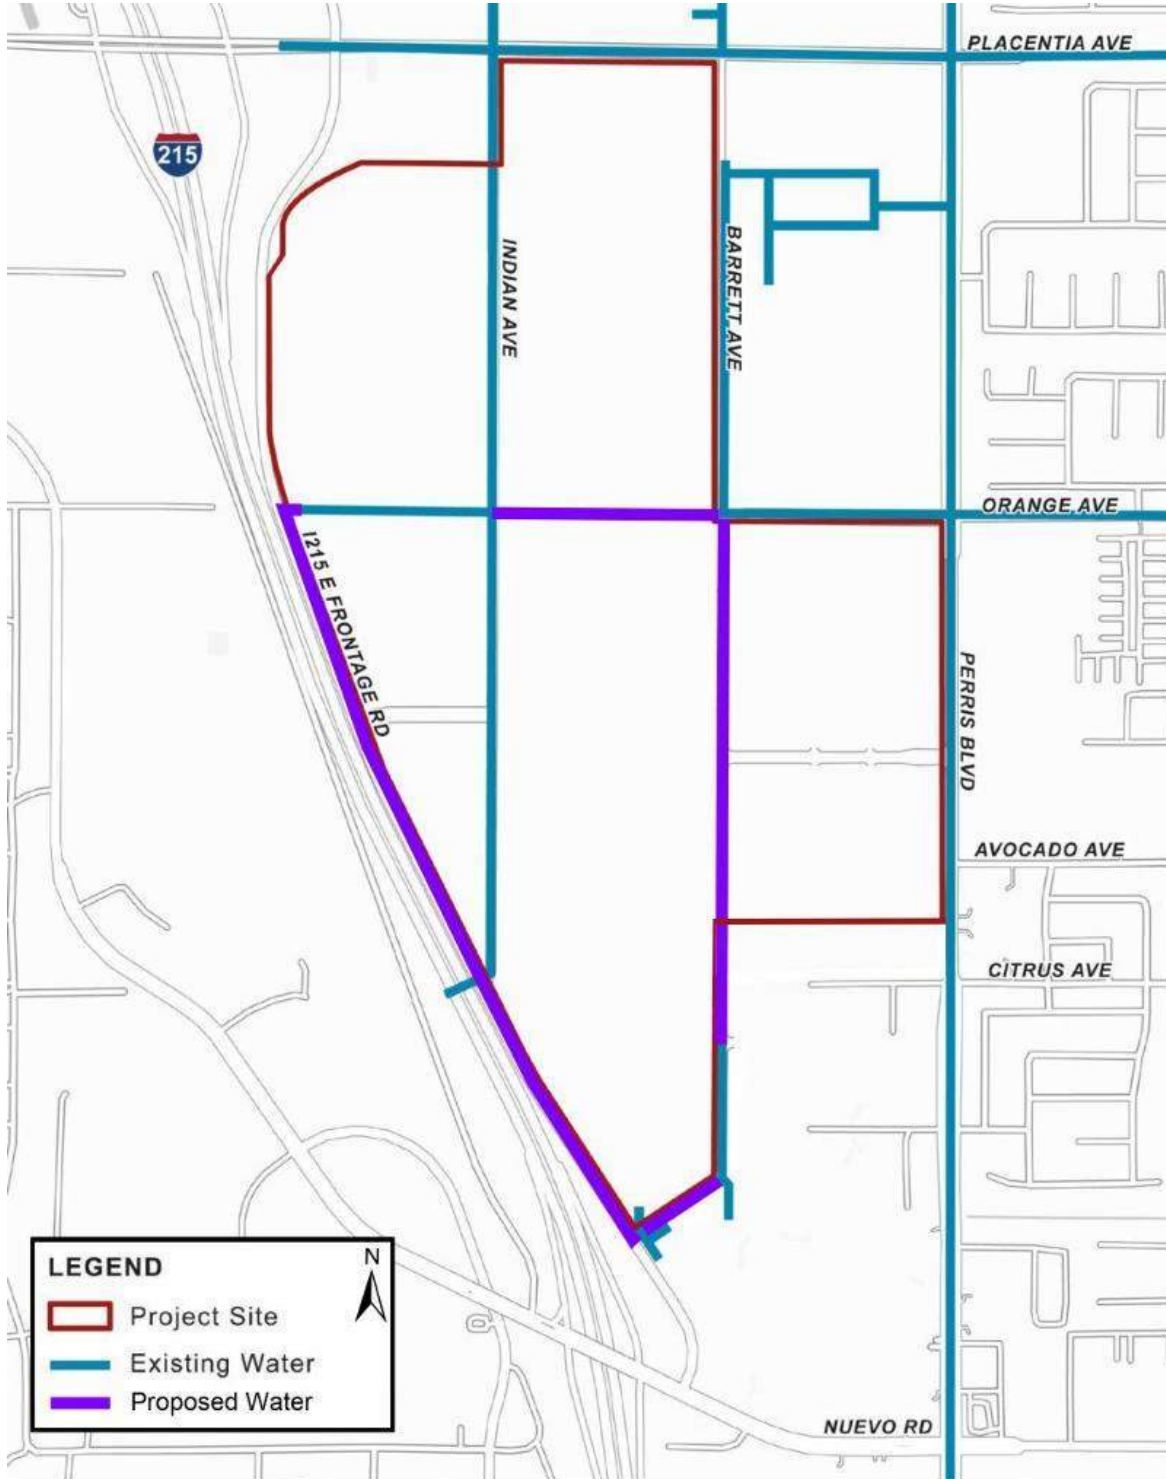 PLACENTIA AVE
215
INDIAN AVE
BARRETT AVE
ORANGE AVE
I215 E FRONTAGE RD
PERRIS BLVD
AVOCADO AVE
CITRUS AVE
LEGEND
N
Project Site
Existing Water
Proposed Water
NUEVO RD